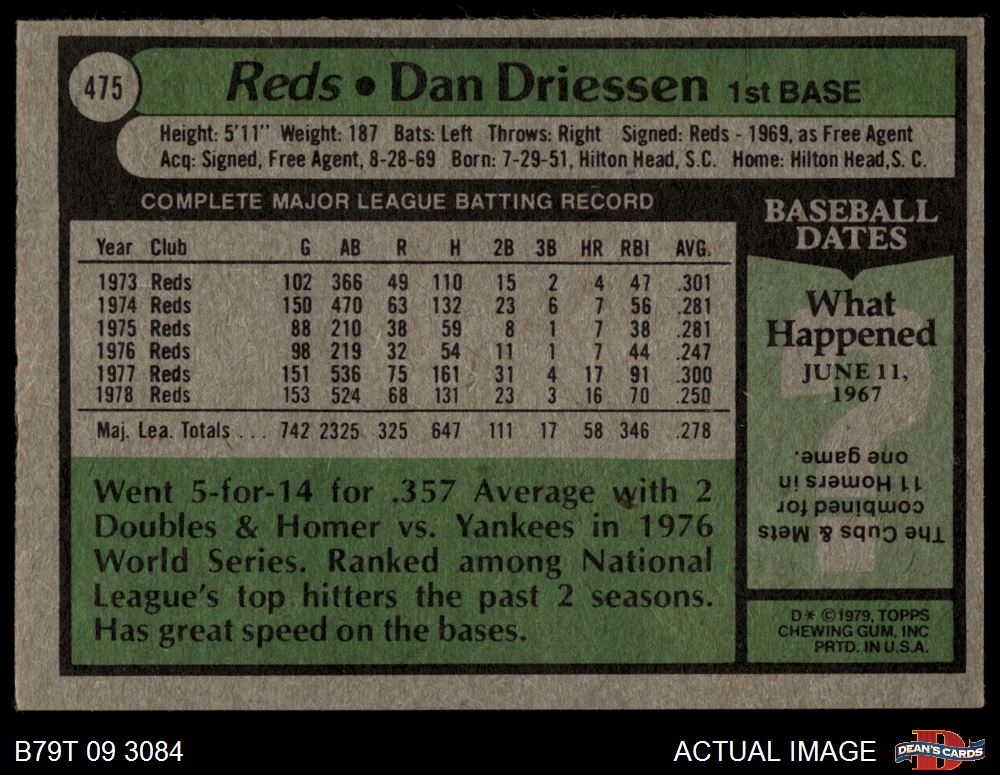 475
Reds • Dan Driessen 1st BASE
Height: 5'11" Weight: 187 Bats: Left Throws: Right Signed: Reds - 1969, as Free Agent
Acq: Signed, Free Agent, 8-28-69 Born: 7-29-51, Hilton Head, S.C. Home: Hilton Head, S. C.
COMPLETE MAJOR LEAGUE BATTING RECORD
Year Club G AB R H 2B 3B HR RBI AVG.
1973 Reds 102 366 49 110 15 2 4 47 .301
1974 Reds 150 470 63 132 23 6 7 56 .281
1975 Reds 88 210 38 59 8 1 7 38 .281
1976 Reds 98 219 32 54 11 1 7 44 .247
1977 Reds 151 536 75 161 31 4 17 91 .300
1978 Reds 153 524 68 131 23 3 16 70 .250
Maj. Lea. Totals ... 742 2325 325 647 111 17 58 346 .278
Went 5-for-14 for .357 Average with 2
Doubles & Homer vs. Yankees in 1976
World Series. Ranked among National
League's top hitters the past 2 seasons.
Has great speed on the bases.
BASEBALL
DATES
What
Happened
JUNE 11,
1967
The Cubs & Mets
combined for
11 Homers in
one game.
D* © 1979, TOPPS
CHEWING GUM, INC
PRTD. IN U.S.A.
B79T 09 3084
ACTUAL IMAGE
DEAN'S CARDS